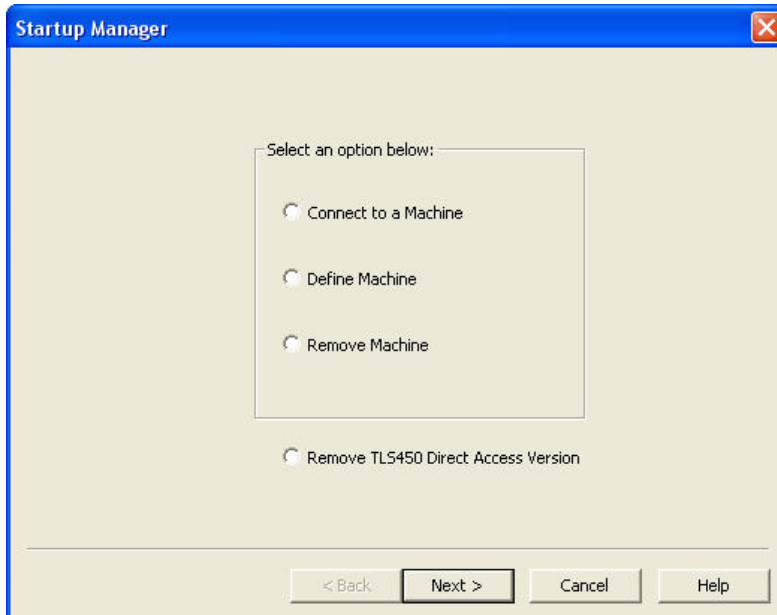 Startup Manager
Select an option below:
Connect to a Machine
Define Machine
Remove Machine
Remove TLS450 Direct Access Version
< Back Next > Cancel Help